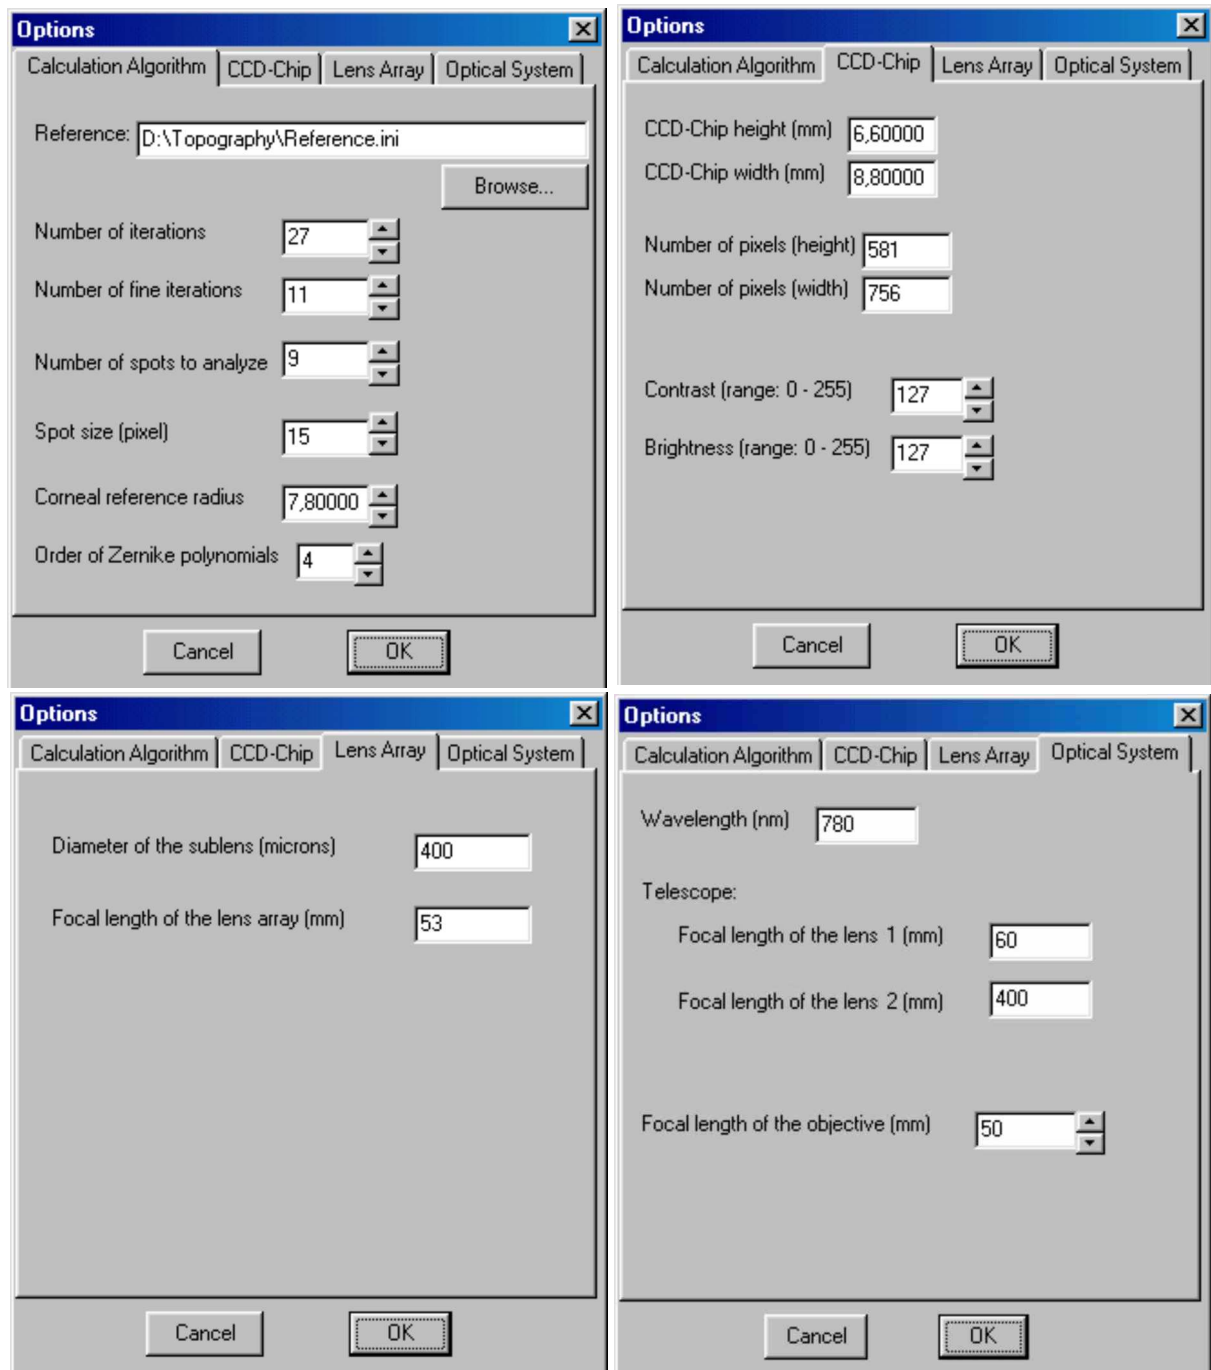 Options
Calculation Algorithm CCD-Chip Lens Array Optical System
Reference: D:\Topography\Reference.ini
Browse...
Number of iterations 27
Number of fine iterations 11
Number of spots to analyze 9
Spot size (pixel) 15
Corneal reference radius 7,80000
Order of Zernike polynomials 4
Cancel OK
Options
Calculation Algorithm CCD-Chip Lens Array Optical System
CCD-Chip height (mm) 6,60000
CCD-Chip width (mm) 8,80000
Number of pixels (height) 581
Number of pixels (width) 756
Contrast (range: 0 - 255) 127
Brightness (range: 0 - 255) 127
Cancel OK
Options
Calculation Algorithm CCD-Chip Lens Array Optical System
Diameter of the sublens (microns) 400
Focal length of the lens array (mm) 53
Cancel OK
Options
Calculation Algorithm CCD-Chip Lens Array Optical System
Wavelength (nm) 780
Telescope:
Focal length of the lens 1 (mm) 60
Focal length of the lens 2 (mm) 400
Focal length of the objective (mm) 50
Cancel OK